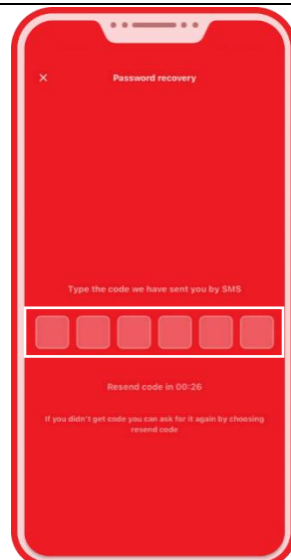 Password recovery
Type the code we have sent you by SMS
Resend code in 00:26
If you didn't get code you can ask for it again by choosing
resend code